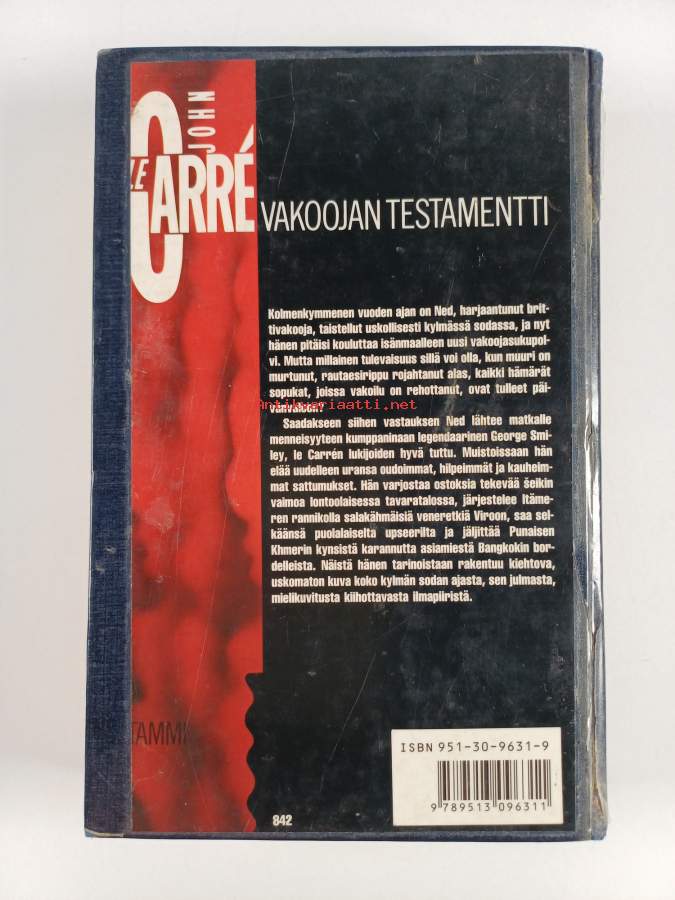 JOHN
LE
CARRÉ
VAKOOJAN TESTAMENTTI
Kolmenkymmenen vuoden ajan on Ned, harjaantunut brit-
tivakooja, taistellut uskollisesti kylmässä sodassa, ja nyt
hänen pitäisi kouluttaa isänmaalleen uusi vakoojasukupol-
vi. Mutta millainen tulevaisuus sillä voi olla, kun muuri on
murtunut, rautaesirippu rojahtanut alas, kaikki hämärät
sopukat, joissa vakoilu on rehottanut, ovat tulleet päi-
Antikvariaatti.net
Saadakseen siihen vastauksen Ned lähtee matkalle
menneisyyteen kumppaninaan legendaarinen George Smi-
ley, le Carrén lukijoiden hyvä tuttu. Muistoissaan hän
elää uudelleen uransa oudoimmat, hilpeimmät ja kauheim-
mat sattumukset. Hän varjostaa ostoksia tekevää šeikin
vaimoa lontoolaisessa tavaratalossa, järjestelee Itäme-
ren rannikolla salakähmäisiä veneretkiä Viroon, saa sel-
käänsä puolalaiselta upseerilta ja jäljittää Punaisen
Khmerin kynsistä karannutta asiamiestä Bangkokin bor-
delleista. Näistä hänen tarinoistaan rakentuu kiehtova,
uskomaton kuva koko kylmän sodan ajasta, sen julmasta,
mielikuvitusta kiihottavasta ilmapiiristä.
TAMMI
ISBN 951-30-9631-9
9 789513 096311
842